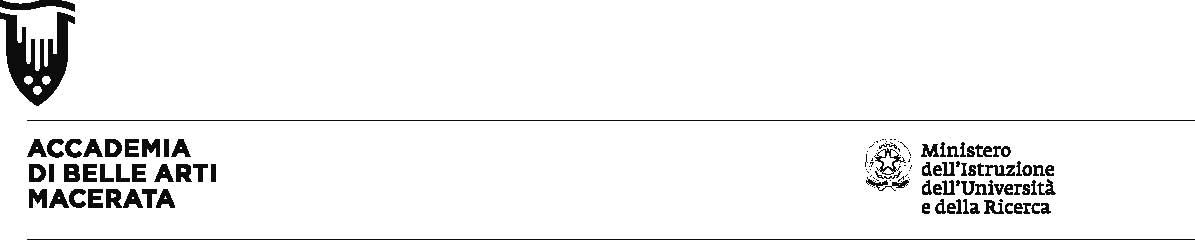 ACCADEMIA
DI BELLE ARTI
MACERATA
Ministero
dell'Istruzione
dell'Università
e della Ricerca